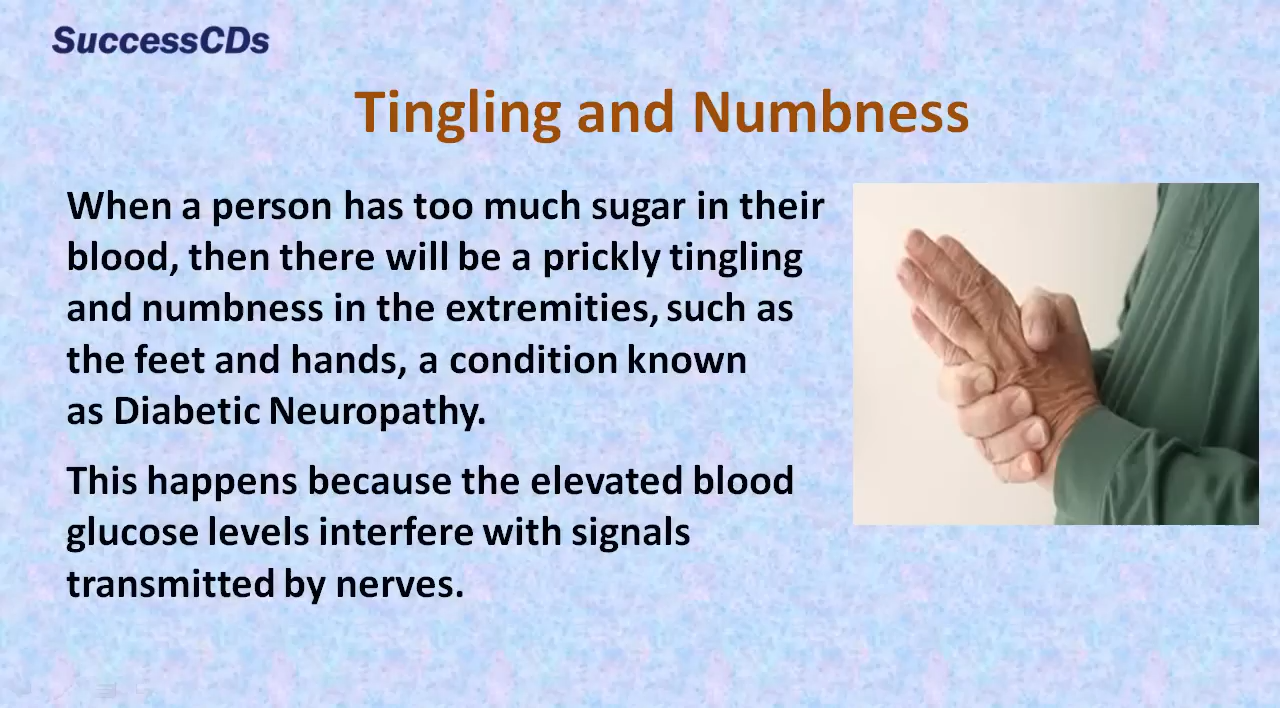 SuccessCDs
Tingling and Numbness
When a person has too much sugar in their
blood, then there will be a prickly tingling
and numbness in the extremities, such as
the feet and hands, a condition known
as Diabetic Neuropathy.
This happens because the elevated blood
glucose levels interfere with signals
transmitted by nerves.